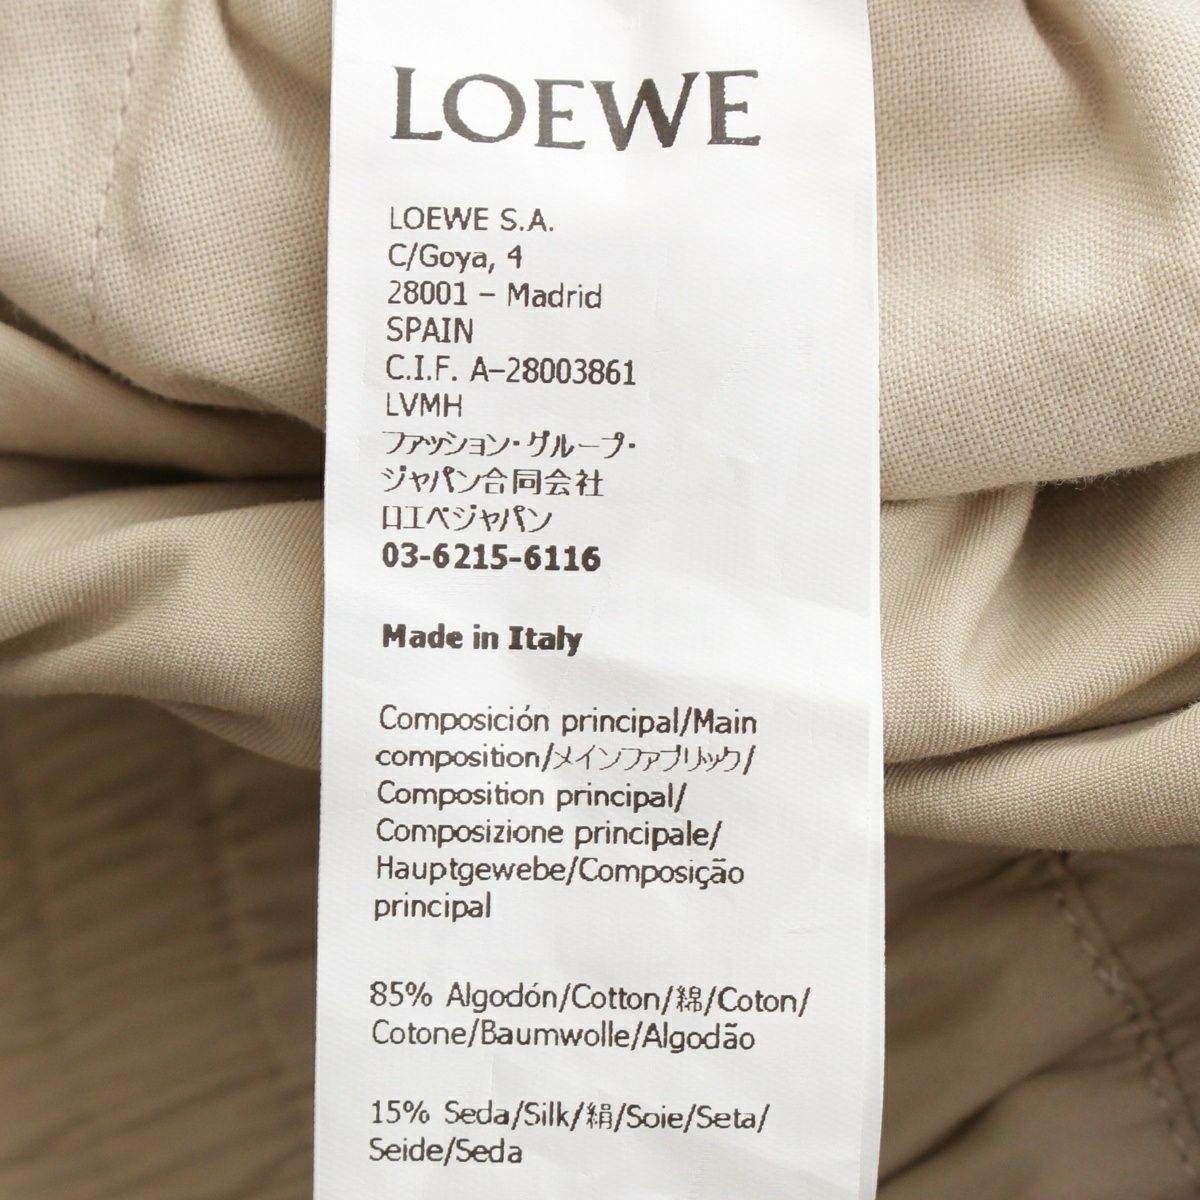 LOEWE
LOEWE S.A.
C/Goya, 4
28001 – Madrid
SPAIN
C.I.F. A–28003861
LVMH
ファッション・グループ・
ジャパン合同会社
ロエベジャパン
03-6215-6116
Made in Italy
Composición principal/Main
composition/メインファブリック/
Composition principal/
Composizione principale/
Hauptgewebe/Composição
principal
85% Algodón/Cotton/綿/Coton/
Cotone/Baumwolle/Algodão
15% Seda/Silk/絹/Soie/Seta/
Seide/Seda